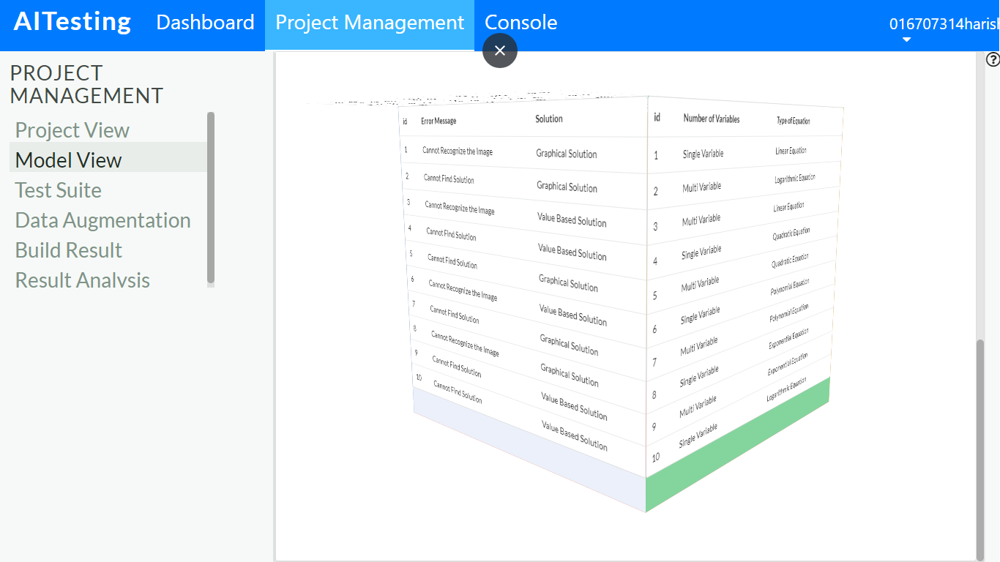 AITesting Dashboard Project Management Console 016707314harish
PROJECT
MANAGEMENT
Project View
Model View
Test Suite
Data Augmentation
Build Result
Result Analysis
id Error Message Solution
1 Cannot Recognize the Image Graphical Solution
2 Cannot Find Solution Graphical Solution
3 Cannot Recognize the Image Value Based Solution
4 Cannot Find Solution Value Based Solution
5 Cannot Find Solution Graphical Solution
6 Cannot Recognize the Image Value Based Solution
7 Cannot Find Solution Graphical Solution
8 Cannot Recognize the Image Graphical Solution
9 Cannot Find Solution Value Based Solution
10 Cannot Find Solution Value Based Solution
id Number of Variables Type of Equation
1 Single Variable Linear Equation
2 Multi Variable Logarithmic Equation
3 Multi Variable Linear Equation
4 Single Variable Quadratic Equation
5 Multi Variable Quadratic Equation
6 Single Variable Polynomial Equation
7 Multi Variable Polynomial Equation
8 Single Variable Exponential Equation
9 Multi Variable Exponential Equation
10 Single Variable Logarithmic Equation